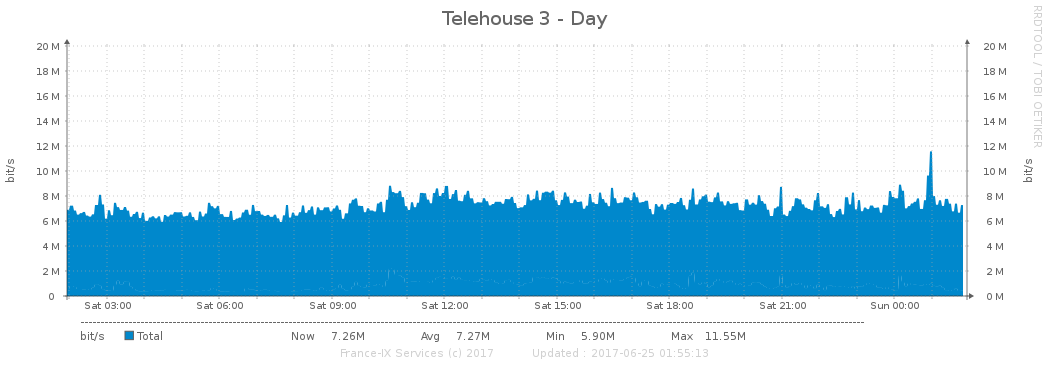 Telehouse 3 - Day
RRDTOOL / TOBI OETIKER
20 M 20 M
18 M 18 M
16 M 16 M
14 M 14 M
12 M 12 M
10 M 10 M
8 M 8 M
6 M 6 M
4 M 4 M
2 M 2 M
0 0 M
bit/s bit/s
Sat 03:00 Sat 06:00 Sat 09:00 Sat 12:00 Sat 15:00 Sat 18:00 Sat 21:00 Sun 00:00
bit/s Total Now 7.26M Avg 7.27M Min 5.90M Max 11.55M
France-IX Services (c) 2017 Updated : 2017-06-25 01:55:13